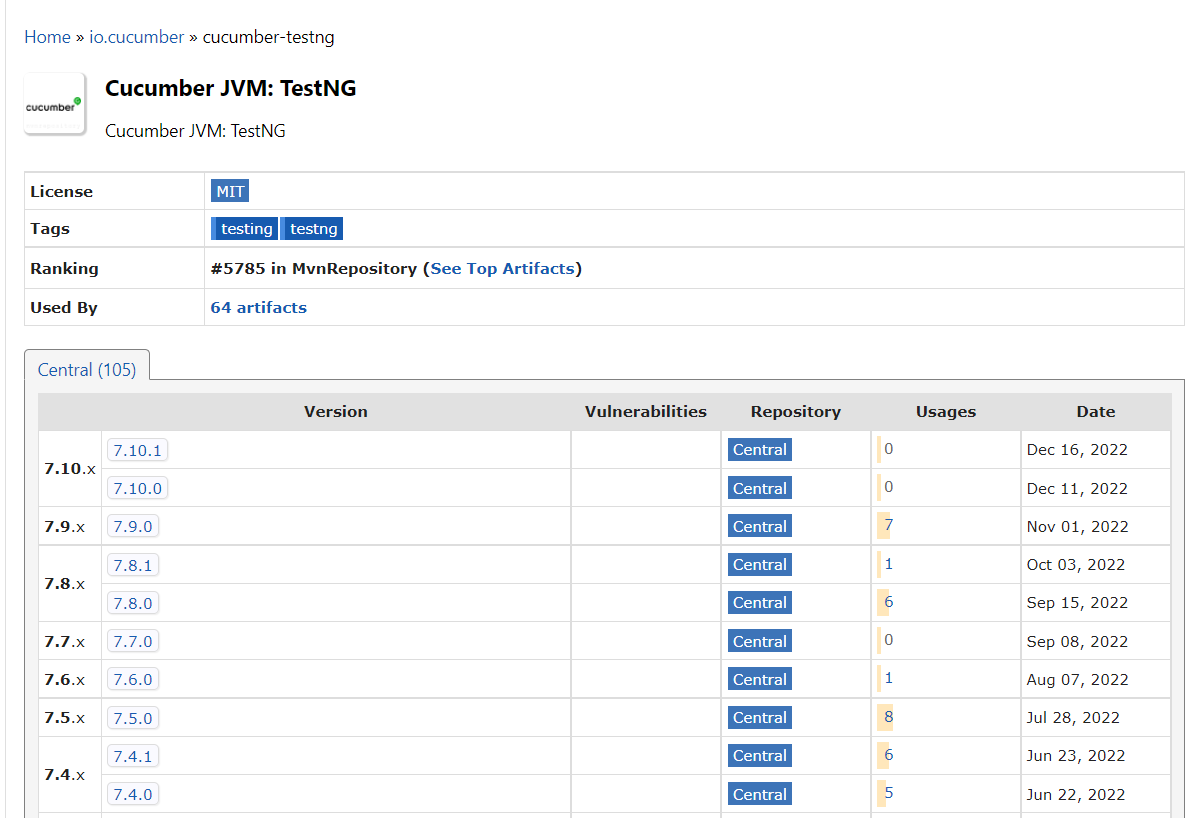 Home » io.cucumber » cucumber-testng
cucumber
Cucumber JVM: TestNG
Cucumber JVM: TestNG
License MIT
Tags testing testng
Ranking #5785 in MvnRepository (See Top Artifacts)
Used By 64 artifacts
Central (105)
Version Vulnerabilities Repository Usages Date
7.10.x 7.10.1 Central 0 Dec 16, 2022
7.10.0 Central 0 Dec 11, 2022
7.9.x 7.9.0 Central 7 Nov 01, 2022
7.8.x 7.8.1 Central 1 Oct 03, 2022
7.8.0 Central 6 Sep 15, 2022
7.7.x 7.7.0 Central 0 Sep 08, 2022
7.6.x 7.6.0 Central 1 Aug 07, 2022
7.5.x 7.5.0 Central 8 Jul 28, 2022
7.4.x 7.4.1 Central 6 Jun 23, 2022
7.4.0 Central 5 Jun 22, 2022